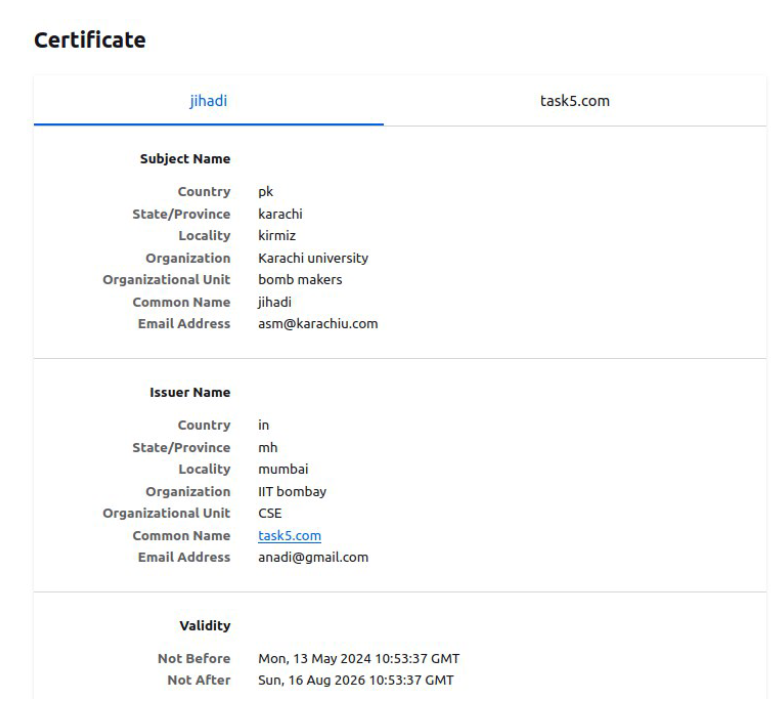 Certificate
jihadi task5.com
Subject Name
Country pk
State/Province karachi
Locality kirmiz
Organization Karachi university
Organizational Unit bomb makers
Common Name jihadi
Email Address asm@karachiu.com
Issuer Name
Country in
State/Province mh
Locality mumbai
Organization IIT bombay
Organizational Unit CSE
Common Name task5.com
Email Address anadi@gmail.com
Validity
Not Before Mon, 13 May 2024 10:53:37 GMT
Not After Sun, 16 Aug 2026 10:53:37 GMT